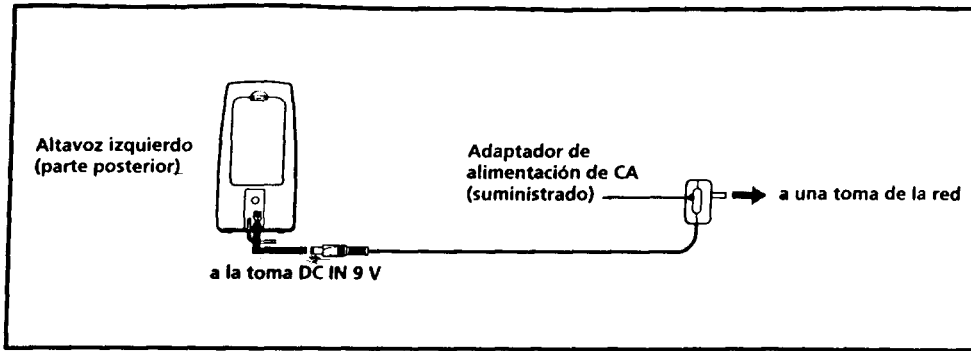 Altavoz izquierdo
(parte posterior)
Adaptador de
alimentación de CA
(suministrado)
a una toma de la red
a la toma DC IN 9 V